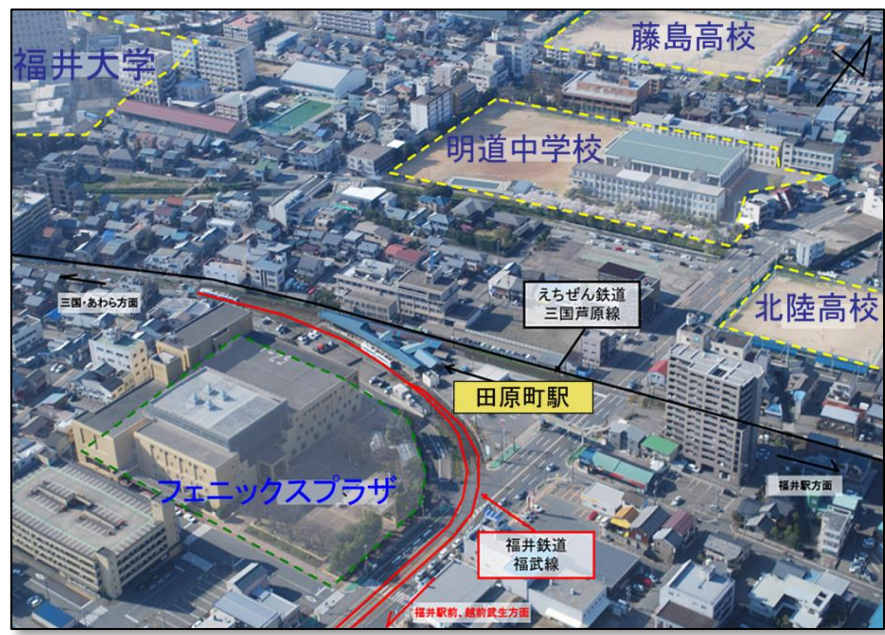 藤島高校
福井大学
明道中学校
えちぜん鉄道
三国芦原線
三国・あわら方面
北陸高校
田原町駅
フェニックスプラザ
福井駅方面
福井鉄道
福武線
福井駅前、越前武生方面